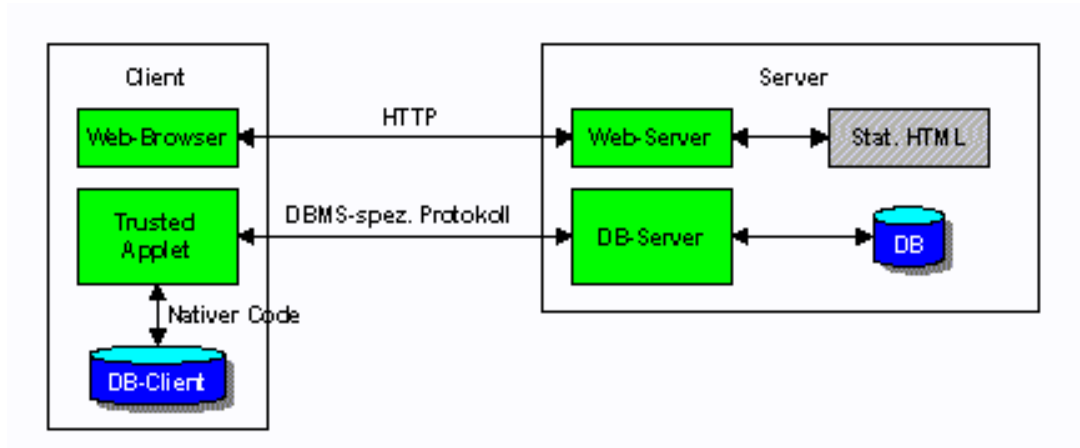 Client
Server
Web-Browser
HTTP
Web-Server
Stat. HTML
Trusted
Applet
DBMS-spez. Protokoll
DB-Server
DB
Nativer Code
DB-Client